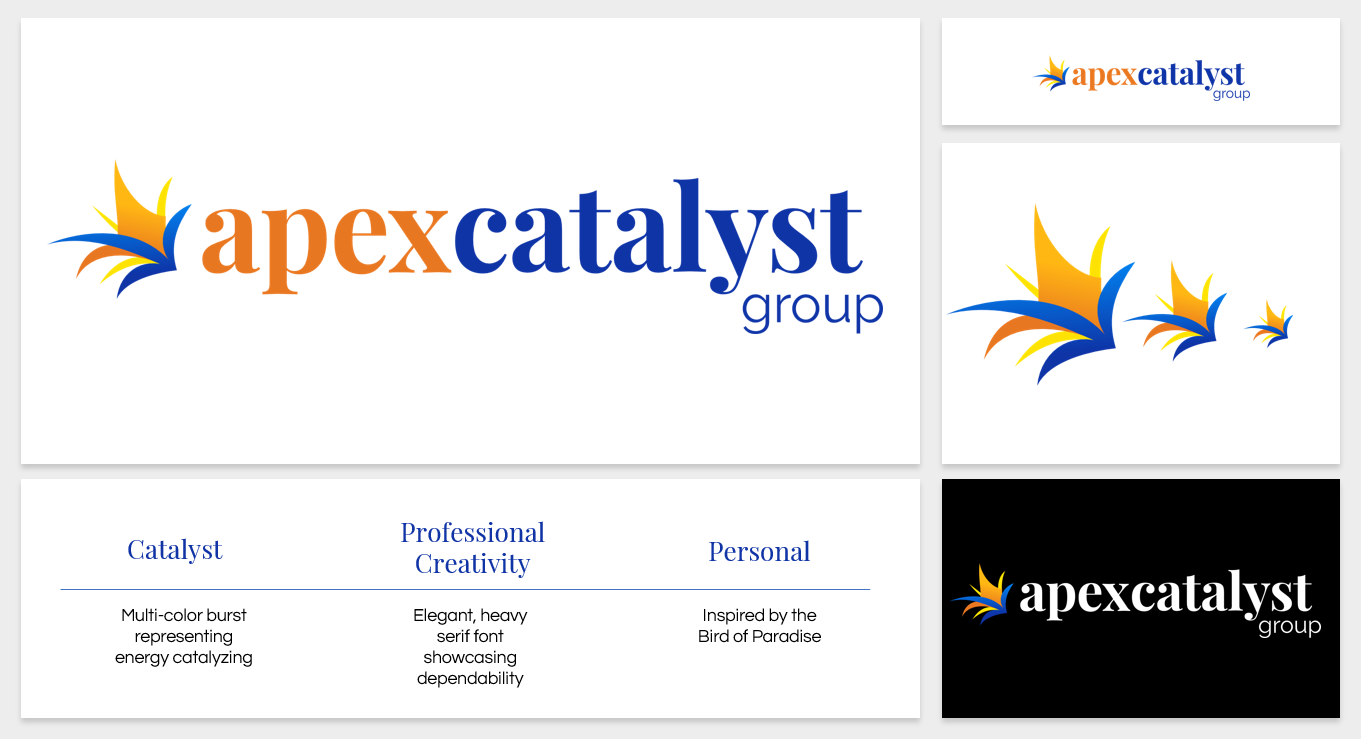 apexcatalyst
group
apexcatalyst
group
Catalyst
Professional
Creativity
Personal
Multi-color burst
representing
energy catalyzing
Elegant, heavy
serif font
showcasing
dependability
Inspired by the
Bird of Paradise
apexcatalyst
group